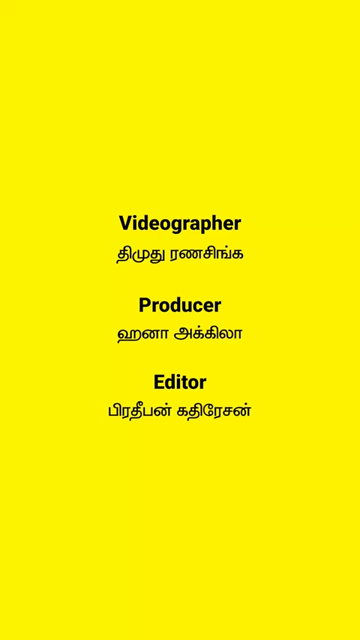 Videographer
திமுது ரணசிங்க
Producer
ஹனா அக்கிலா
Editor
பிரதீபன் கதிரேசன்